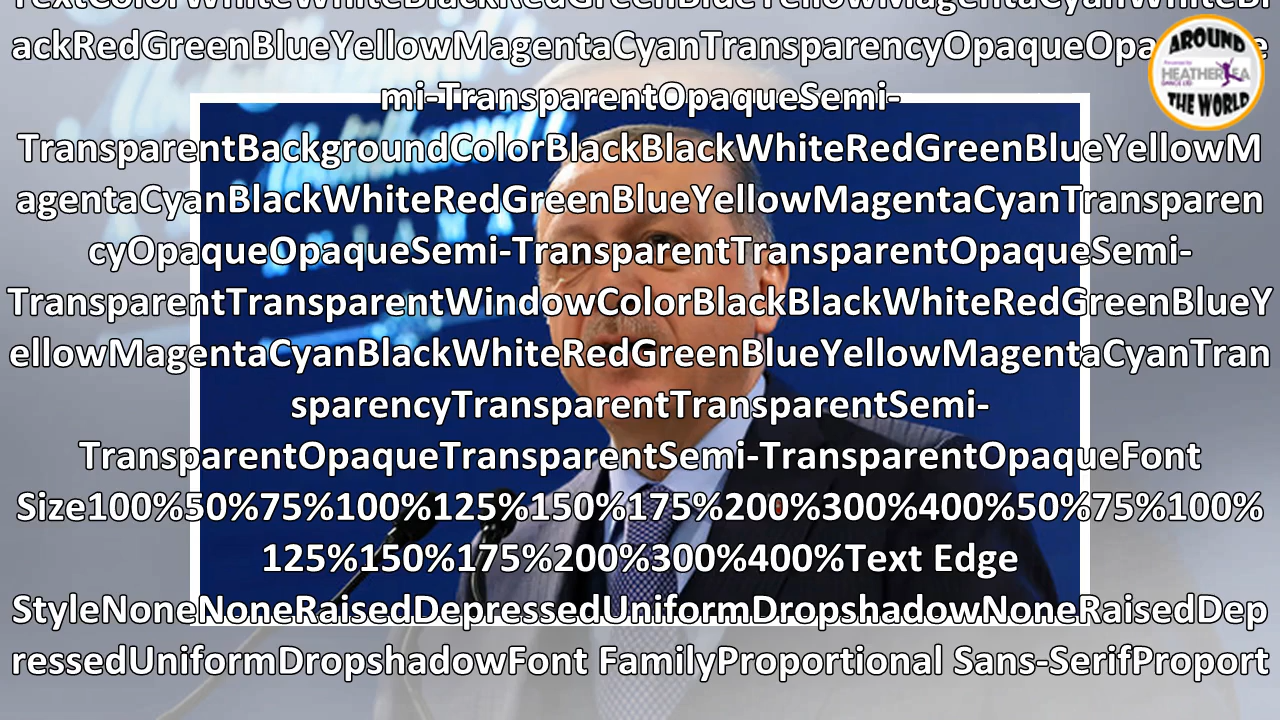 TextColorWhiteWhiteBlackRedGreenBlueYellowMagentaCyanWhiteBl
ackRedGreenBlueYellowMagentaCyanTransparencyOpaqueOpa
mi-TransparentOpaqueSemi-
TransparentBackgroundColorBlackBlackWhiteRedGreenBlueYellowM
agentaCyanBlackWhiteRedGreenBlueYellowMagentaCyanTransparen
cyOpaqueOpaqueSemi-TransparentTransparentOpaqueSemi-
TransparentTransparentWindowColorBlackBlackWhiteRedGreenBlueY
ellowMagentaCyanBlackWhiteRedGreenBlueYellowMagentaCyanTran
sparencyTransparentTransparentSemi-
TransparentOpaqueTransparentSemi-TransparentOpaqueFont
Size100%50%75%100%125%150%175%200%300%400%50%75%100%
125%150%175%200%300%400%Text Edge
StyleNoneNoneRaisedDepressedUniformDropshadowNoneRaisedDep
ressedUniformDropshadowFont FamilyProportional Sans-SerifProport
AROUND
THE WORLD